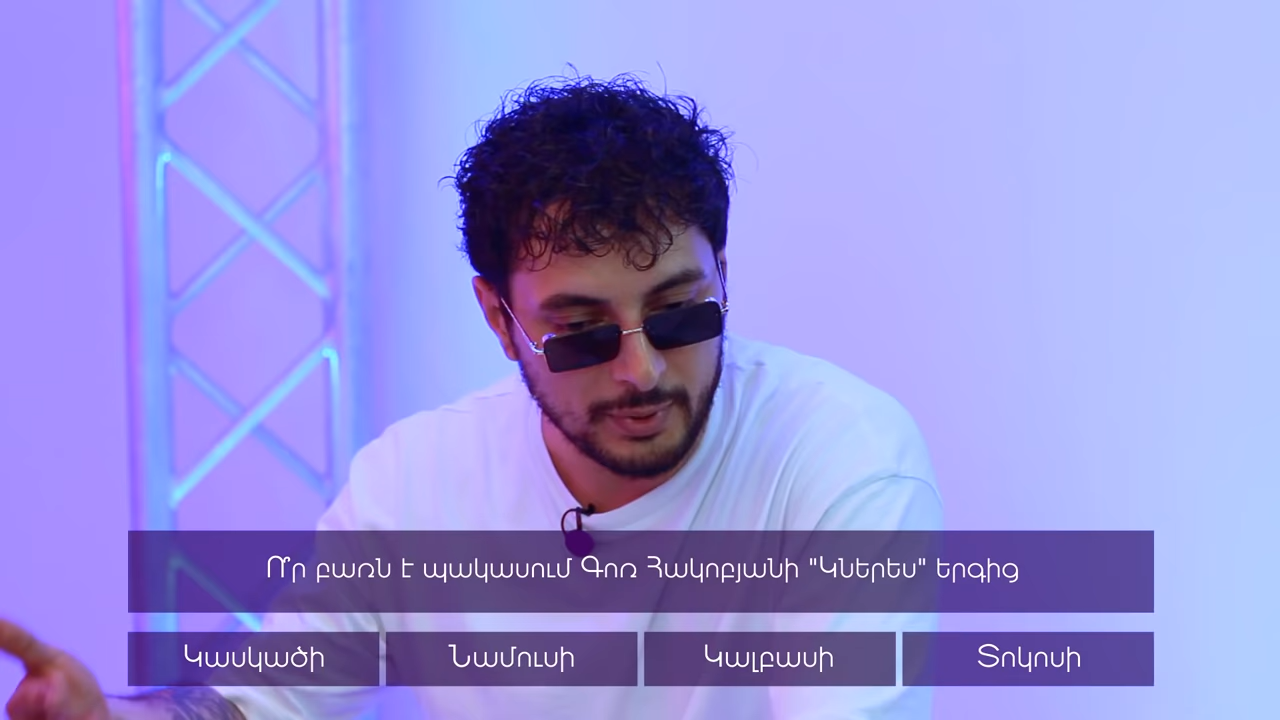 Ո՞ր բառն է պակասում Գոռ Հակոբյանի "Կներես" երգից
Կասկածի
Նամուսի
Կալբասի
Տոկոսի